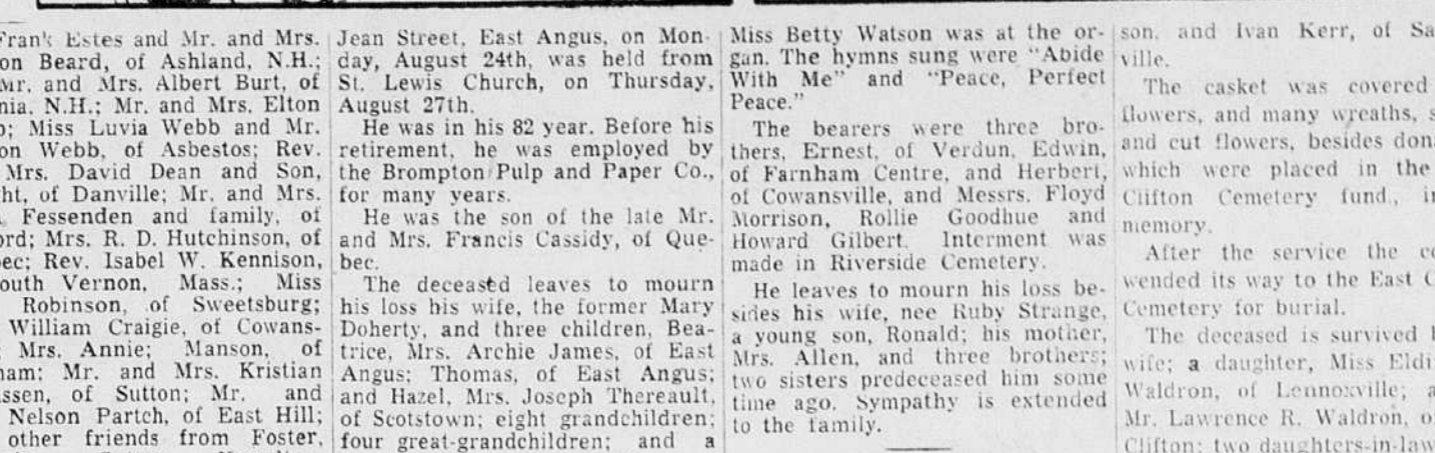 Frank Estes and Mr. and Mrs.
on Beard, of Ashland, N.H.;
Mr. and Mrs. Albert Burt, of
nia, N.H.; Mr. and Mrs. Elton
; Miss Luvia Webb and Mr.
on Webb, of Asbestos; Rev.
Mrs. David Dean and Son,
ht, of Danville; Mr. and Mrs.
Fessenden and family, of
ord; Mrs. R. D. Hutchinson, of
ec; Rev. Isabel W. Kennison,
outh Vernon, Mass.; Miss
Robinson, of Sweetsburg;
William Craigie, of Cowans-
Mrs. Annie; Manson, of
ham; Mr. and Mrs. Kristian
assen, of Sutton; Mr. and
Nelson Partch, of East Hill;
other friends from Foster,
Jean Street, East Angus, on Mon-
day, August 24th, was held from
St. Lewis Church, on Thursday,
August 27th.
He was in his 82 year. Before his
retirement, he was employed by
the Brompton Pulp and Paper Co.,
for many years.
He was the son of the late Mr.
and Mrs. Francis Cassidy, of Que-
bec.
The deceased leaves to mourn
his loss his wife, the former Mary
Doherty, and three children, Bea-
trice, Mrs. Archie James, of East
Angus; Thomas, of East Angus;
and Hazel, Mrs. Joseph Thereault,
of Scotstown; eight grandchildren;
four great-grandchildren; and a
Miss Betty Watson was at the or-
gan. The hymns sung were "Abide
With Me" and "Peace, Perfect
Peace."
The bearers were three bro-
thers, Ernest, of Verdun, Edwin,
of Farnham Centre, and Herbert,
of Cowansville, and Messrs. Floyd
Morrison, Rollie Goodhue and
Howard Gilbert. Interment was
made in Riverside Cemetery.
He leaves to mourn his loss be-
sides his wife, nee Ruby Strange,
a young son, Ronald; his mother,
Mrs. Allen, and three brothers;
two sisters predeceased him some
time ago. Sympathy is extended
to the family.
son, and Ivan Kerr, of Sa
ville.
The casket was covered
flowers, and many wreaths, s
and cut flowers, besides don
which were placed in the
Clifton Cemetery fund, i
memory.
After the service the co
wended its way to the East C
Cemetery for burial.
The deceased is survived b
wife; a daughter, Miss Eldi
Waldron, of Lennoxville; a
Mr. Lawrence R. Waldron, o
Clifton; two daughters-in-law